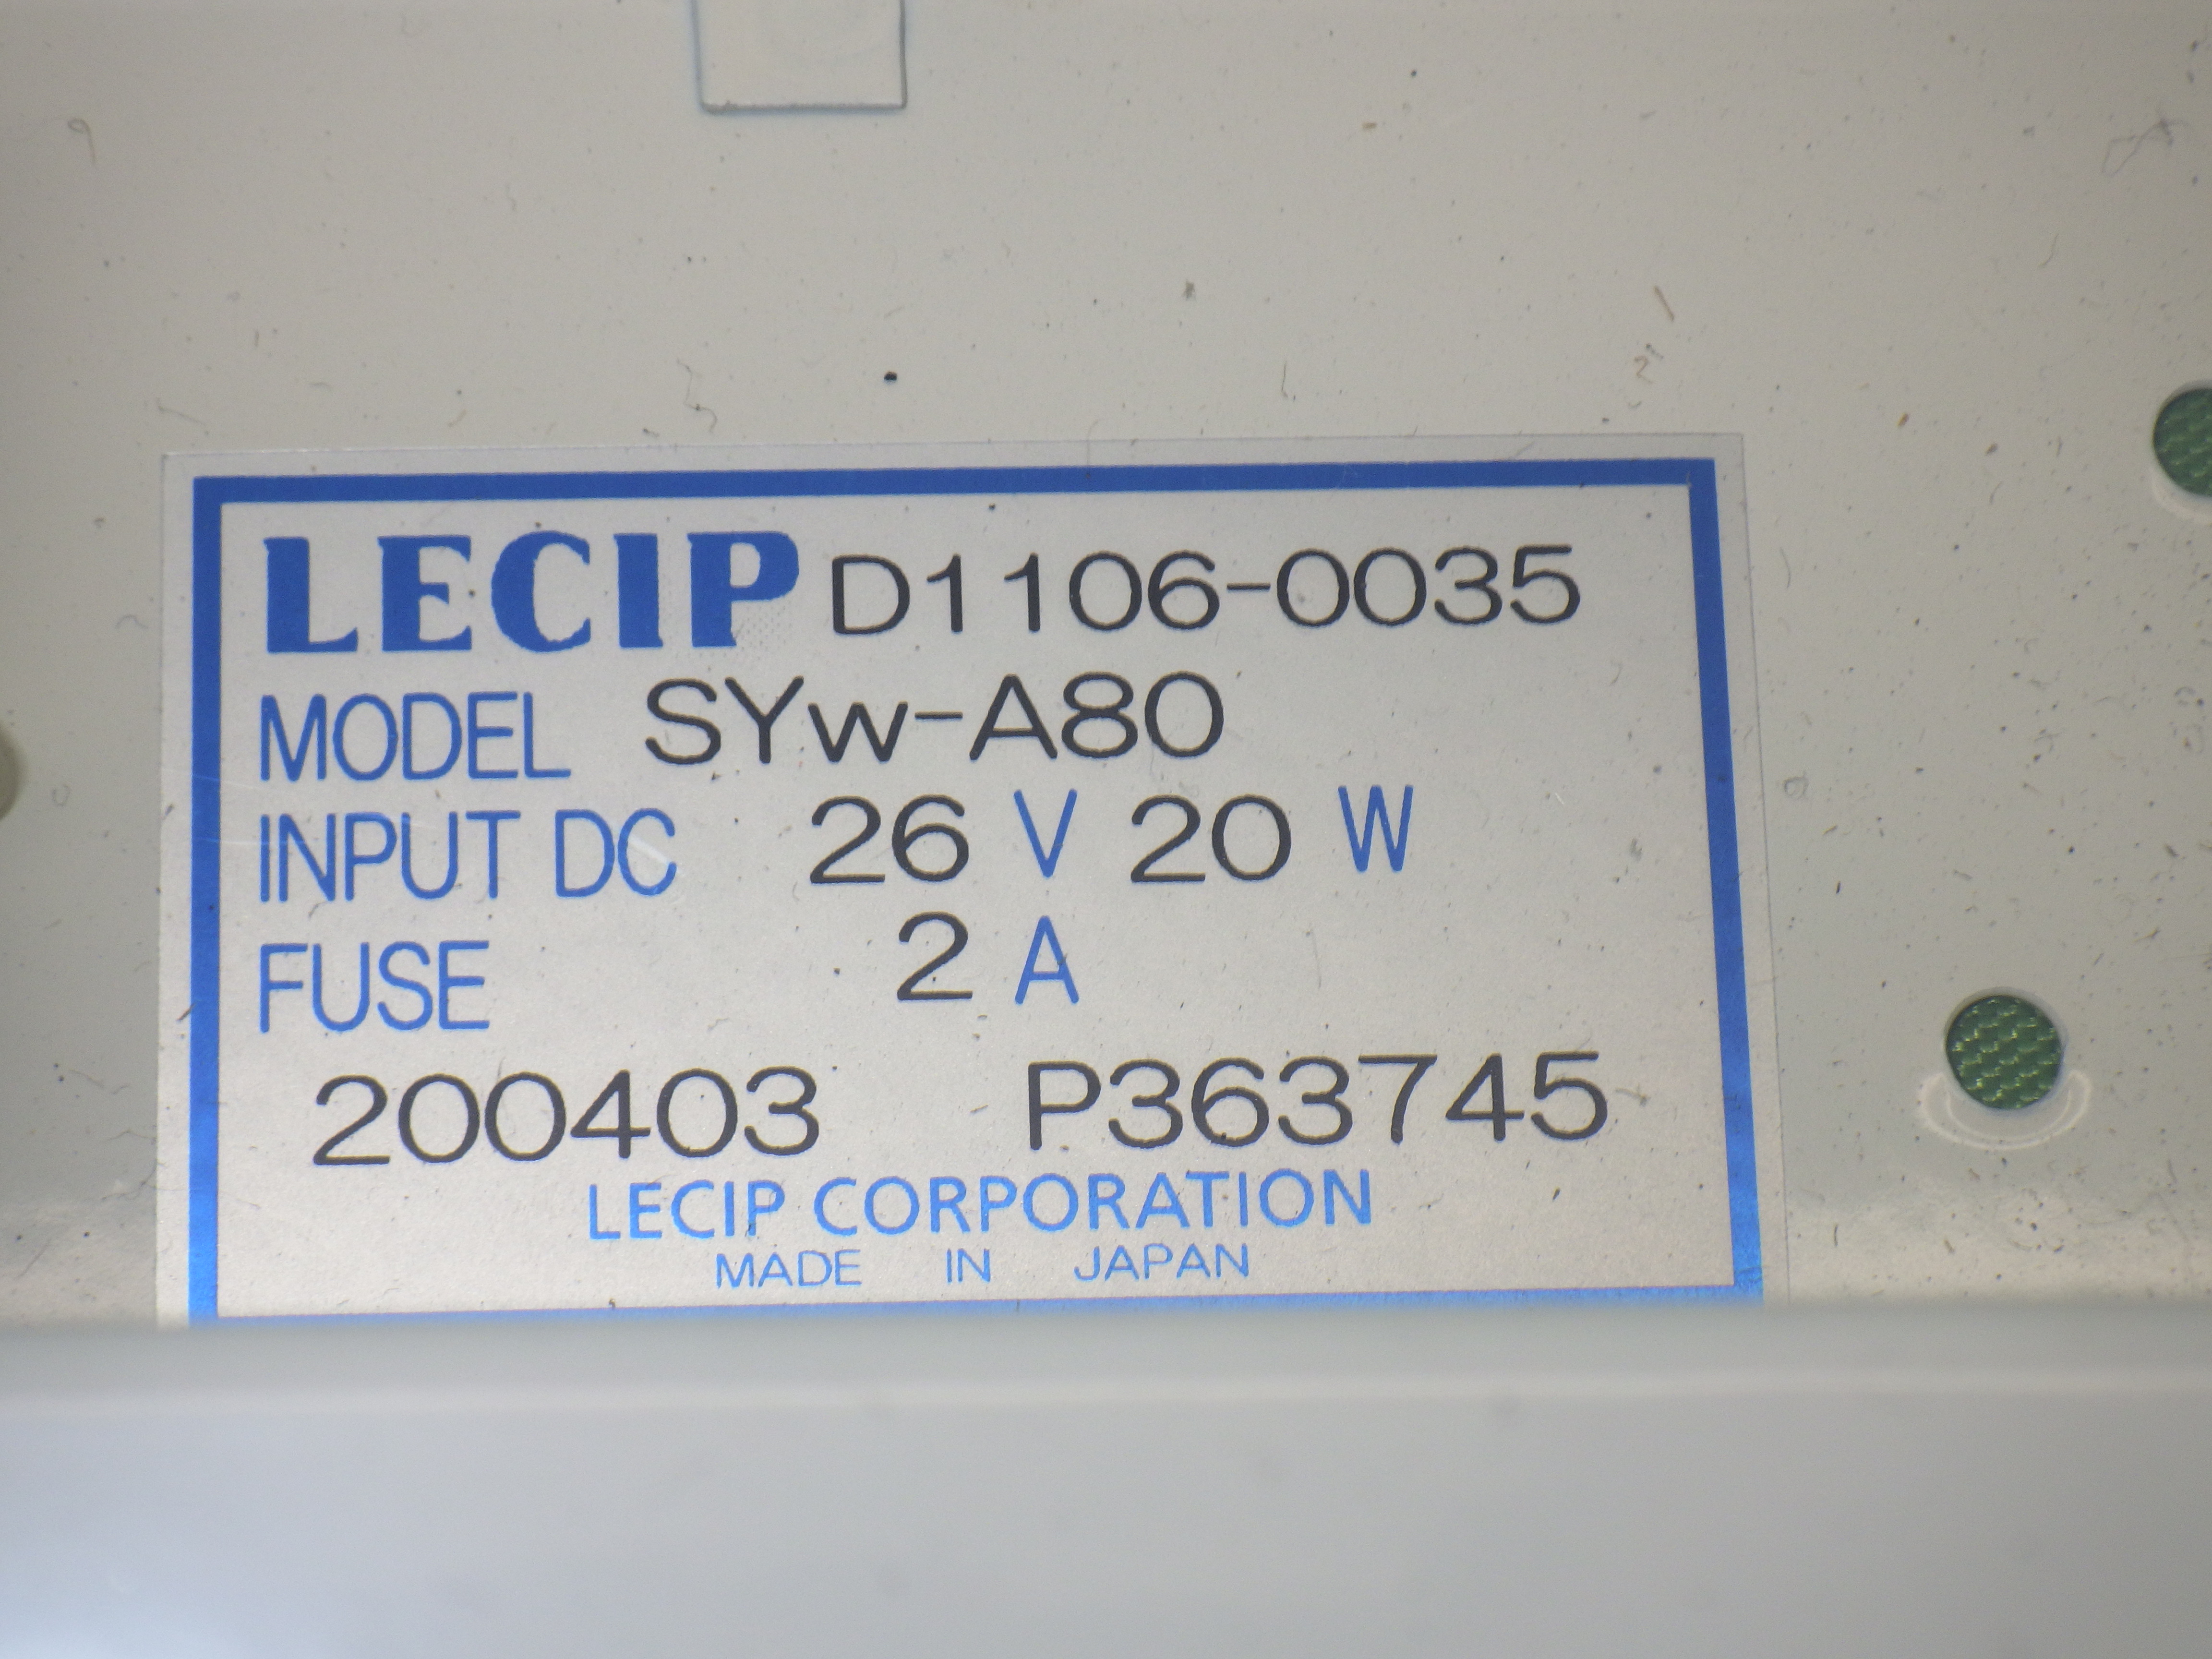 LECIP D1106-0035
MODEL SYw-A80
INPUT DC 26 V 20 W
FUSE 2 A
200403 P363745
LECIP CORPORATION
MADE IN JAPAN